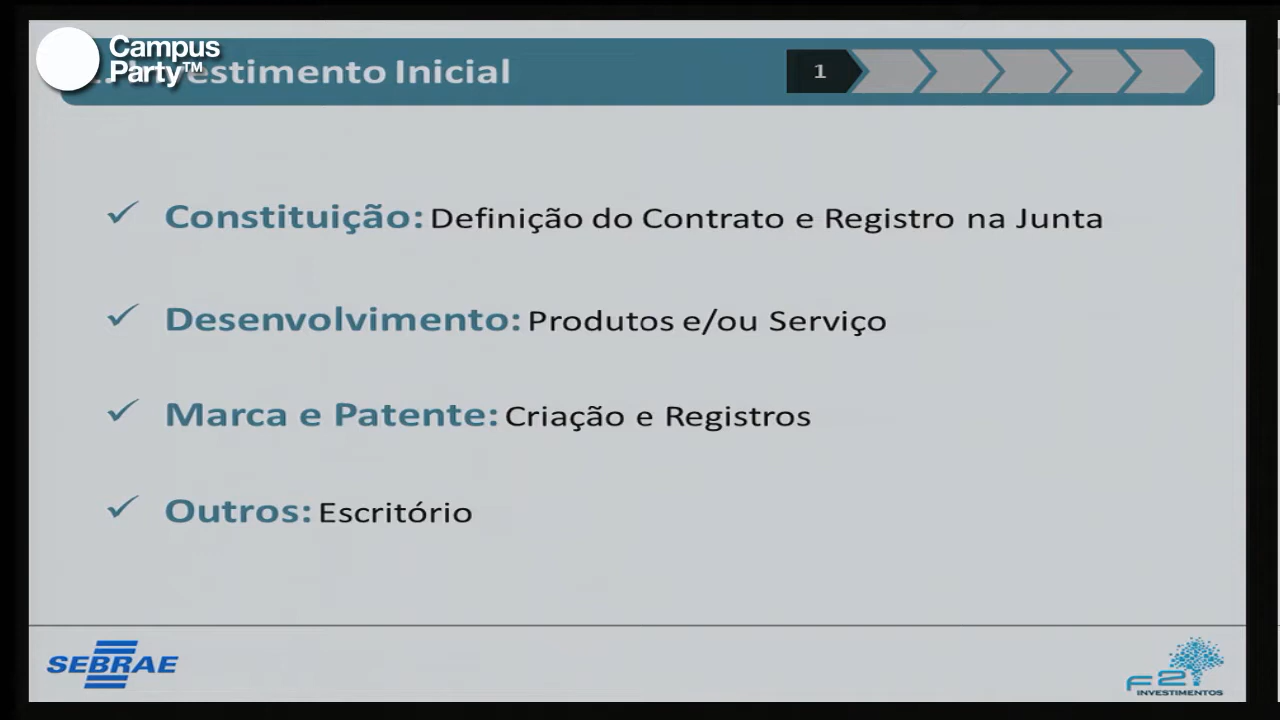 Campus
Party™
Investimento Inicial
1
Constituição: Definição do Contrato e Registro na Junta
Desenvolvimento: Produtos e/ou Serviço
Marca e Patente: Criação e Registros
Outros: Escritório
SEBRAE
F2i
INVESTIMENTOS